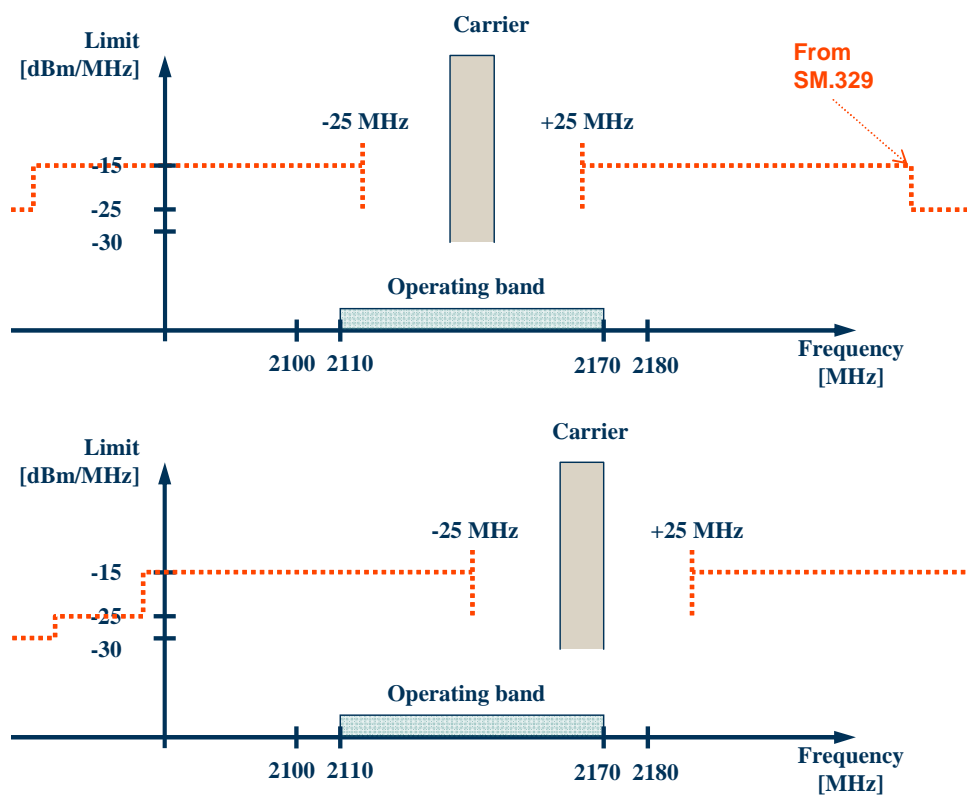 Carrier
Limit
[dBm/MHz]
From
SM.329
-25 MHz
+25 MHz
-15
-25
-30
Operating band
2100 2110 2170 2180
Frequency
[MHz]
Carrier
Limit
[dBm/MHz]
-25 MHz
+25 MHz
-15
-25
-30
Operating band
2100 2110 2170 2180
Frequency
[MHz]